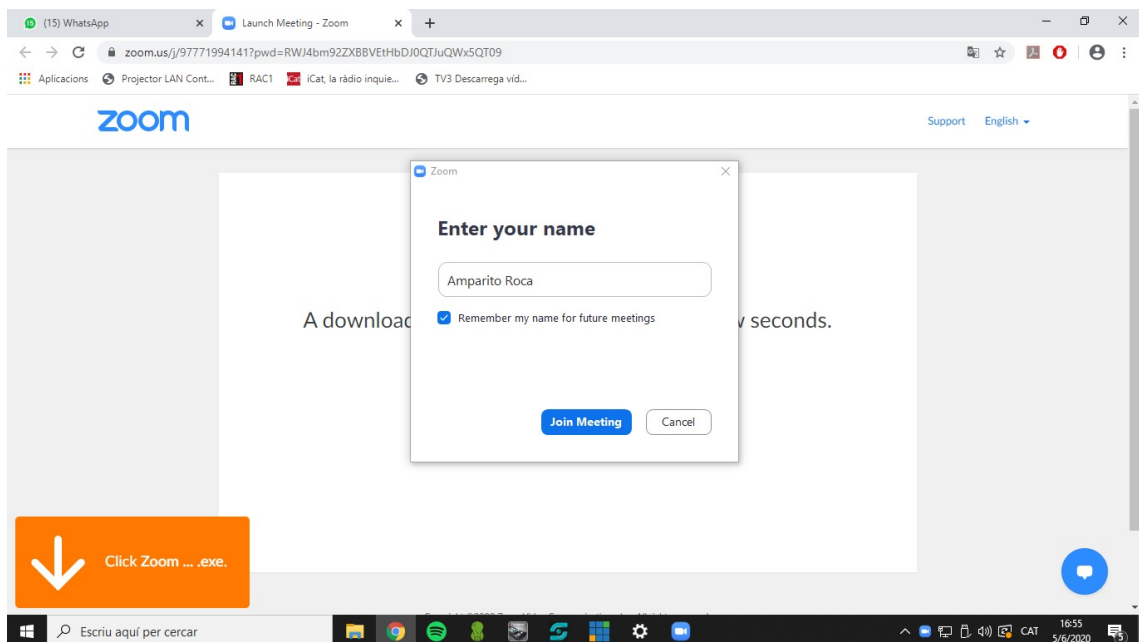 (15) WhatsApp
Launch Meeting - Zoom
zoom.us/j/97771994141?pwd=RWJ4bm92ZXBBVEtHbDJ0QTJuQWx5QT09
Aplicacions
Projector LAN Cont...
RAC1
iCat, la ràdio inquie...
TV3 Descarrega víd...
zoom
Support
English
Zoom
Enter your name
Amparito Roca
Remember my name for future meetings
A download
seconds.
Join Meeting
Cancel
Click Zoom ... .exe.
Escriu aquí per cercar
CAT
16:55
5/6/2020